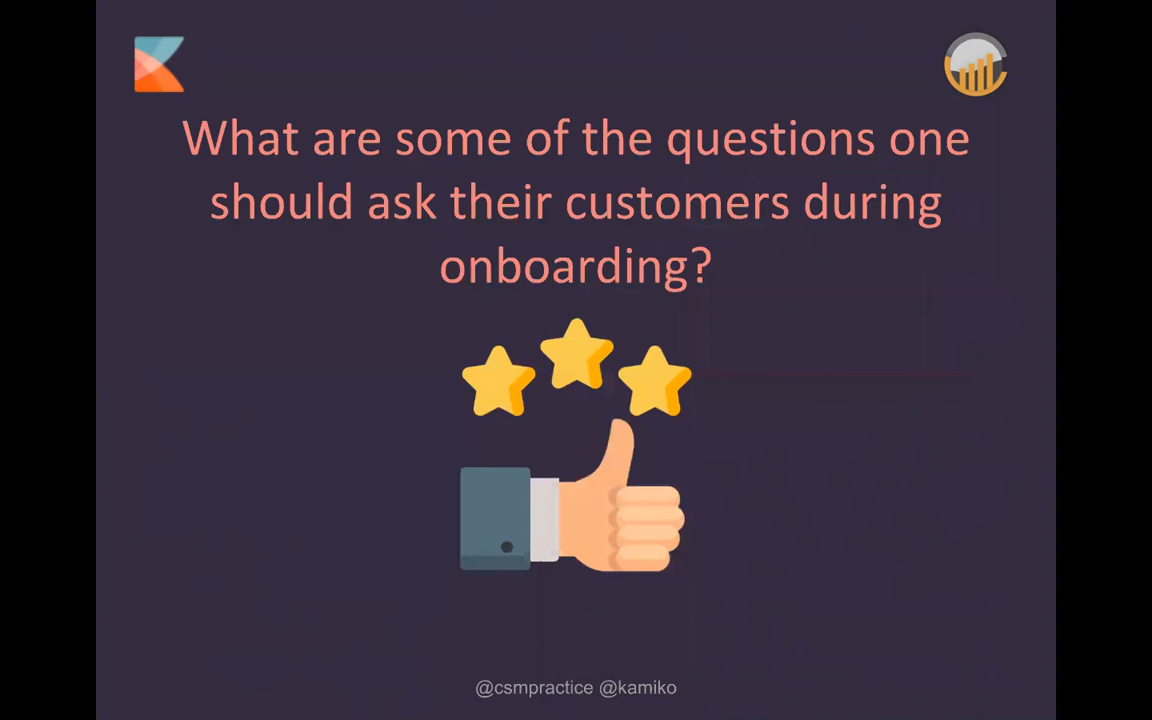 What are some of the questions one
should ask their customers during
onboarding?
@csmpractice @kamiko